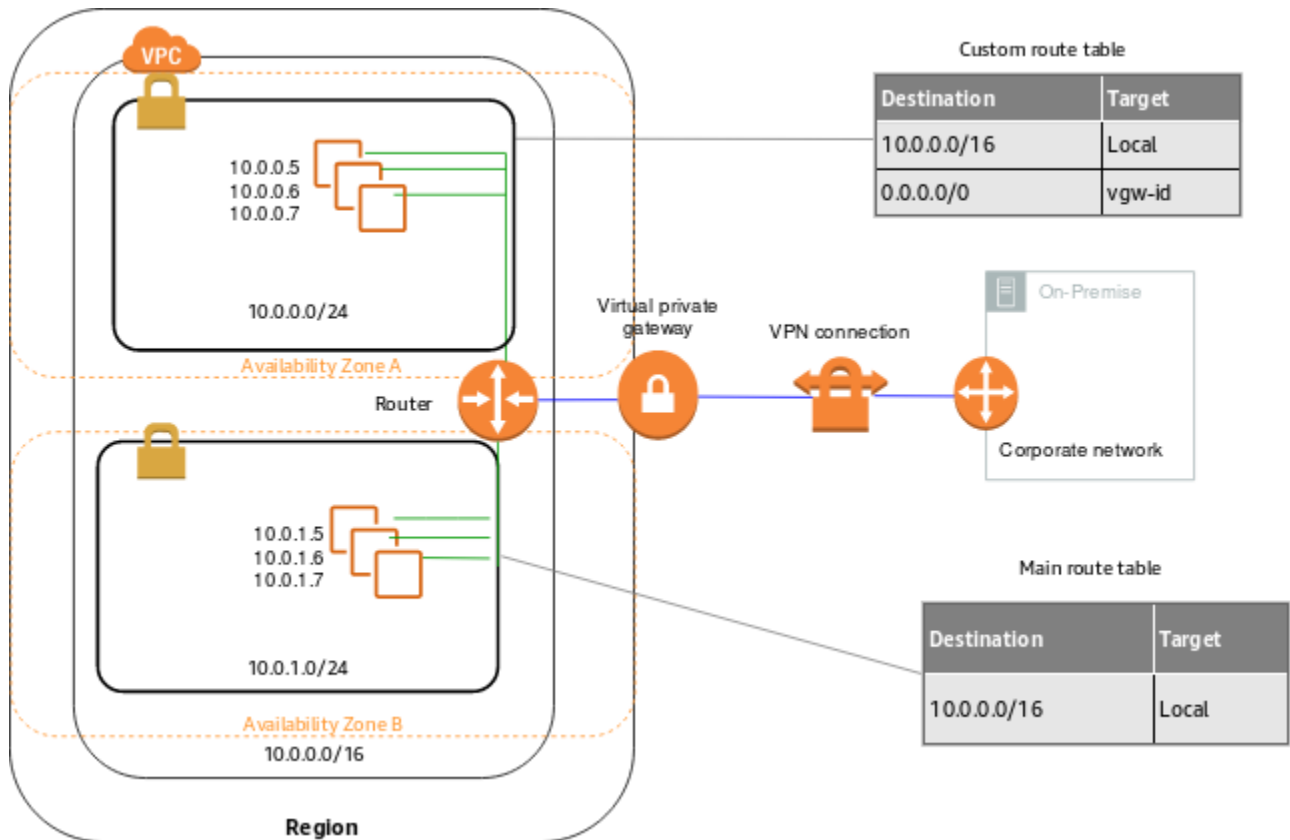 VPC
10.0.0.5
10.0.0.6
10.0.0.7
10.0.0.0/24
Availability Zone A
Router
10.0.1.5
10.0.1.6
10.0.1.7
10.0.1.0/24
Availability Zone B
10.0.0.0/16
Region
Virtual private
gateway
VPN connection
On-Premise
Corporate network
Custom route table
Destination Target
10.0.0.0/16 Local
0.0.0.0/0 vgw-id
Main route table
Destination Target
10.0.0.0/16 Local